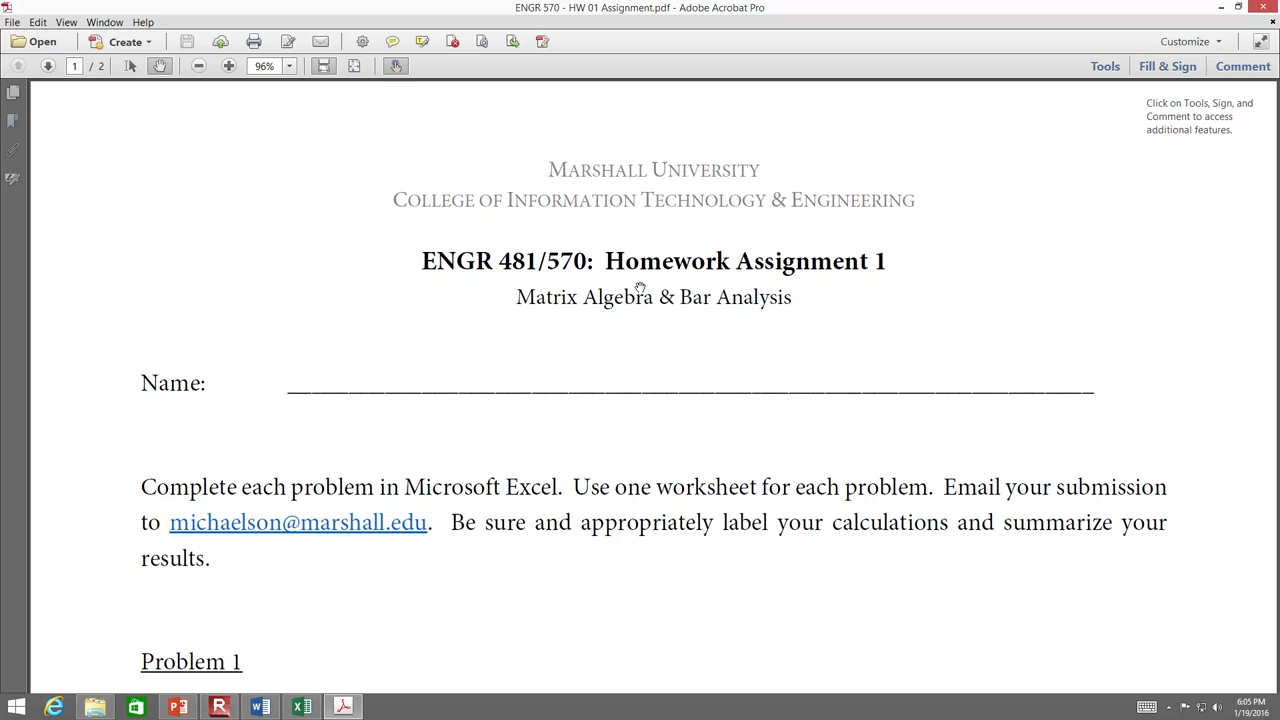 ENGR 570 - HW 01 Assignment.pdf - Adobe Acrobat Pro
File Edit View Window Help
Open Create Customize
1 / 2 96% Tools Fill & Sign Comment
Click on Tools, Sign, and
Comment to access
additional features.
MARSHALL UNIVERSITY
COLLEGE OF INFORMATION TECHNOLOGY & ENGINEERING
ENGR 481/570: Homework Assignment 1
Matrix Algebra & Bar Analysis
Name:
Complete each problem in Microsoft Excel. Use one worksheet for each problem. Email your submission
to michaelson@marshall.edu. Be sure and appropriately label your calculations and summarize your
results.
Problem 1
6:05 PM
1/19/2016